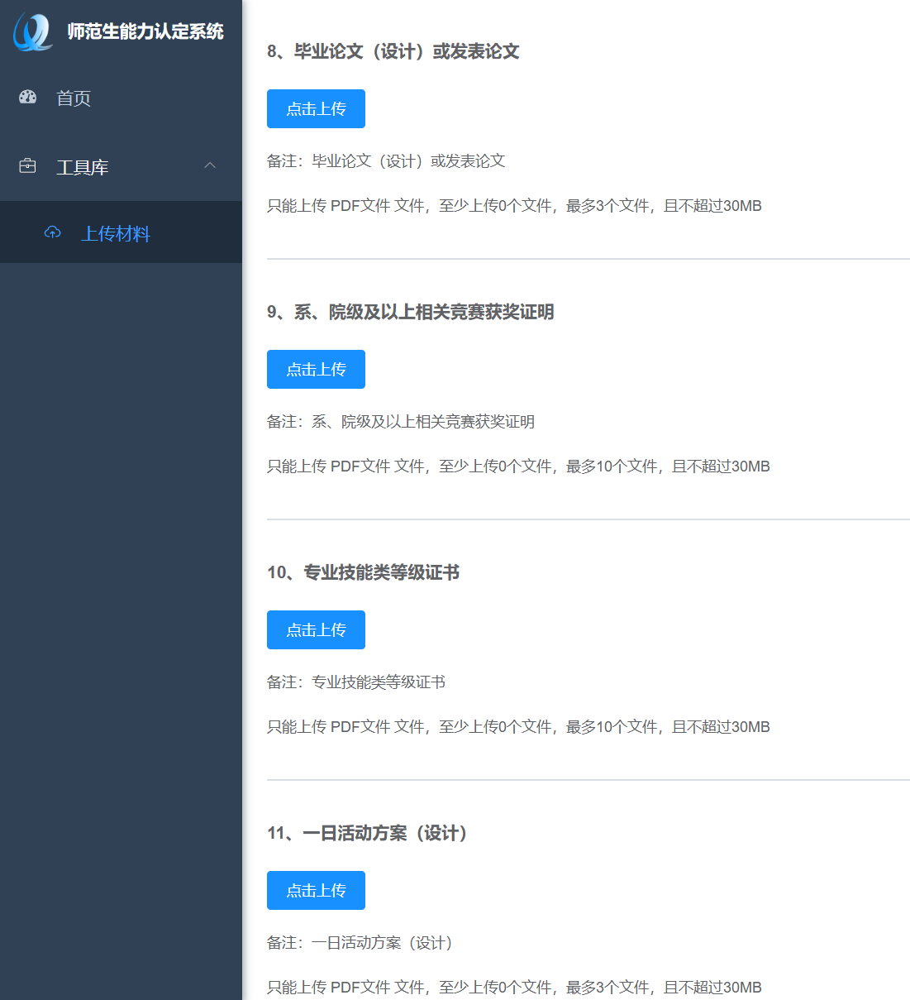 师范生能力认定系统
首页
工具库
上传材料
8、毕业论文（设计）或发表论文
点击上传
备注：毕业论文（设计）或发表论文
只能上传 PDF文件 文件，至少上传0个文件，最多3个文件，且不超过30MB
9、系、院级及以上相关竞赛获奖证明
点击上传
备注：系、院级及以上相关竞赛获奖证明
只能上传 PDF文件 文件，至少上传0个文件，最多10个文件，且不超过30MB
10、专业技能类等级证书
点击上传
备注：专业技能类等级证书
只能上传 PDF文件 文件，至少上传0个文件，最多10个文件，且不超过30MB
11、一日活动方案（设计）
点击上传
备注：一日活动方案（设计）
只能上传 PDF文件 文件，至少上传0个文件，最多3个文件，且不超过30MB